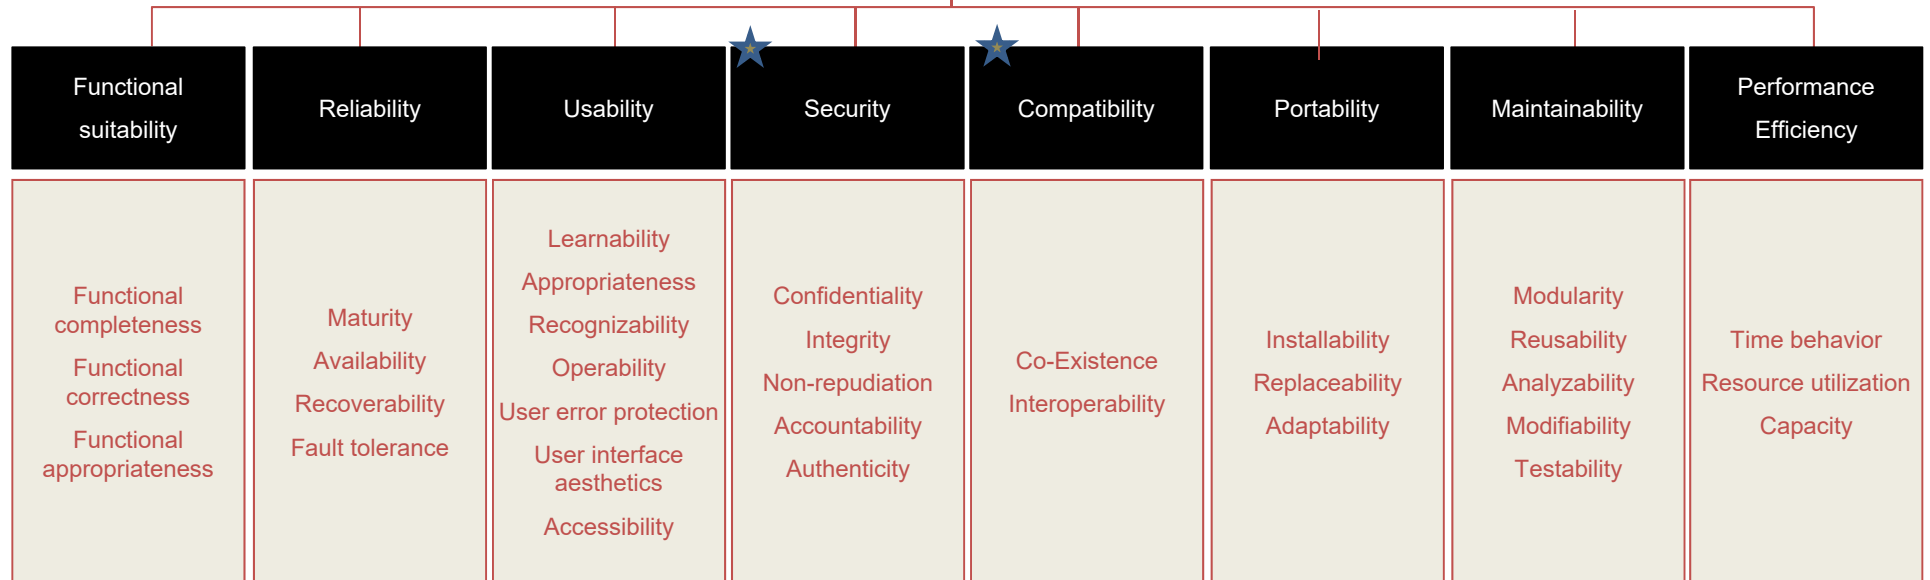 Functional
suitability
Reliability
Usability
Security
Compatibility
Portability
Maintainability
Performance
Efficiency
Functional
completeness
Functional
correctness
Functional
appropriateness
Maturity
Availability
Recoverability
Fault tolerance
Learnability
Appropriateness
Recognizability
Operability
User error protection
User interface
aesthetics
Accessibility
Confidentiality
Integrity
Non-repudiation
Accountability
Authenticity
Co-Existence
Interoperability
Installability
Replaceability
Adaptability
Modularity
Reusability
Analyzability
Modifiability
Testability
Time behavior
Resource utilization
Capacity